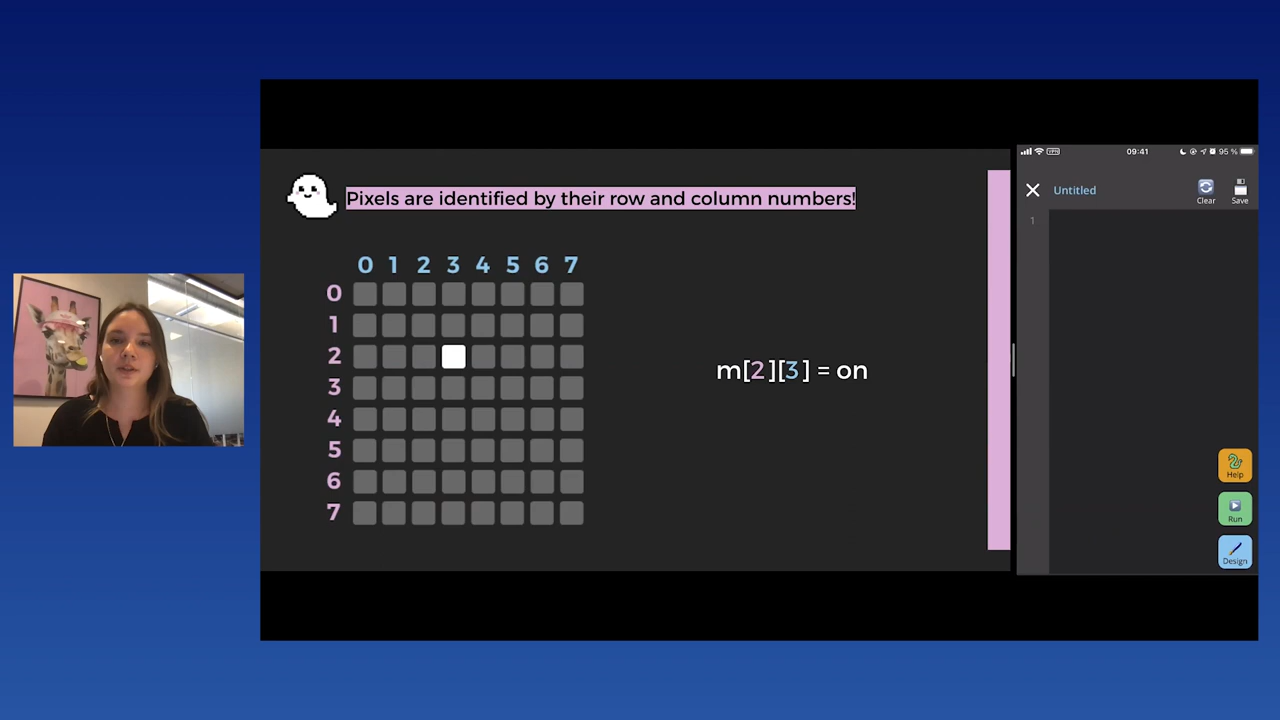 09:41
VPN
95 %
Untitled
Clear
Save
Pixels are identified by their row and column numbers!
0 1 2 3 4 5 6 7
0
1
2
3
4
5
6
7
m[2][3] = on
1
Help
Run
Design